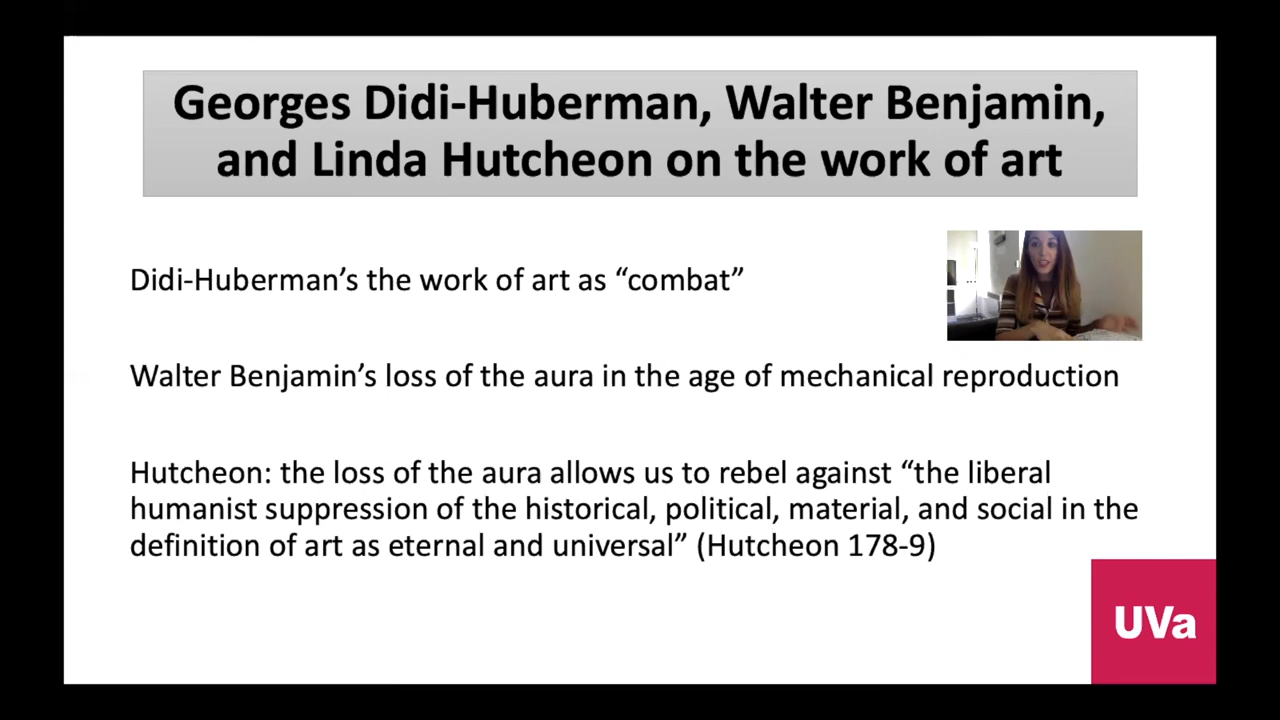 Georges Didi-Huberman, Walter Benjamin,
and Linda Hutcheon on the work of art
Didi-Huberman’s the work of art as “combat”
Walter Benjamin’s loss of the aura in the age of mechanical reproduction
Hutcheon: the loss of the aura allows us to rebel against “the liberal
humanist suppression of the historical, political, material, and social in the
definition of art as eternal and universal” (Hutcheon 178-9)
UVa